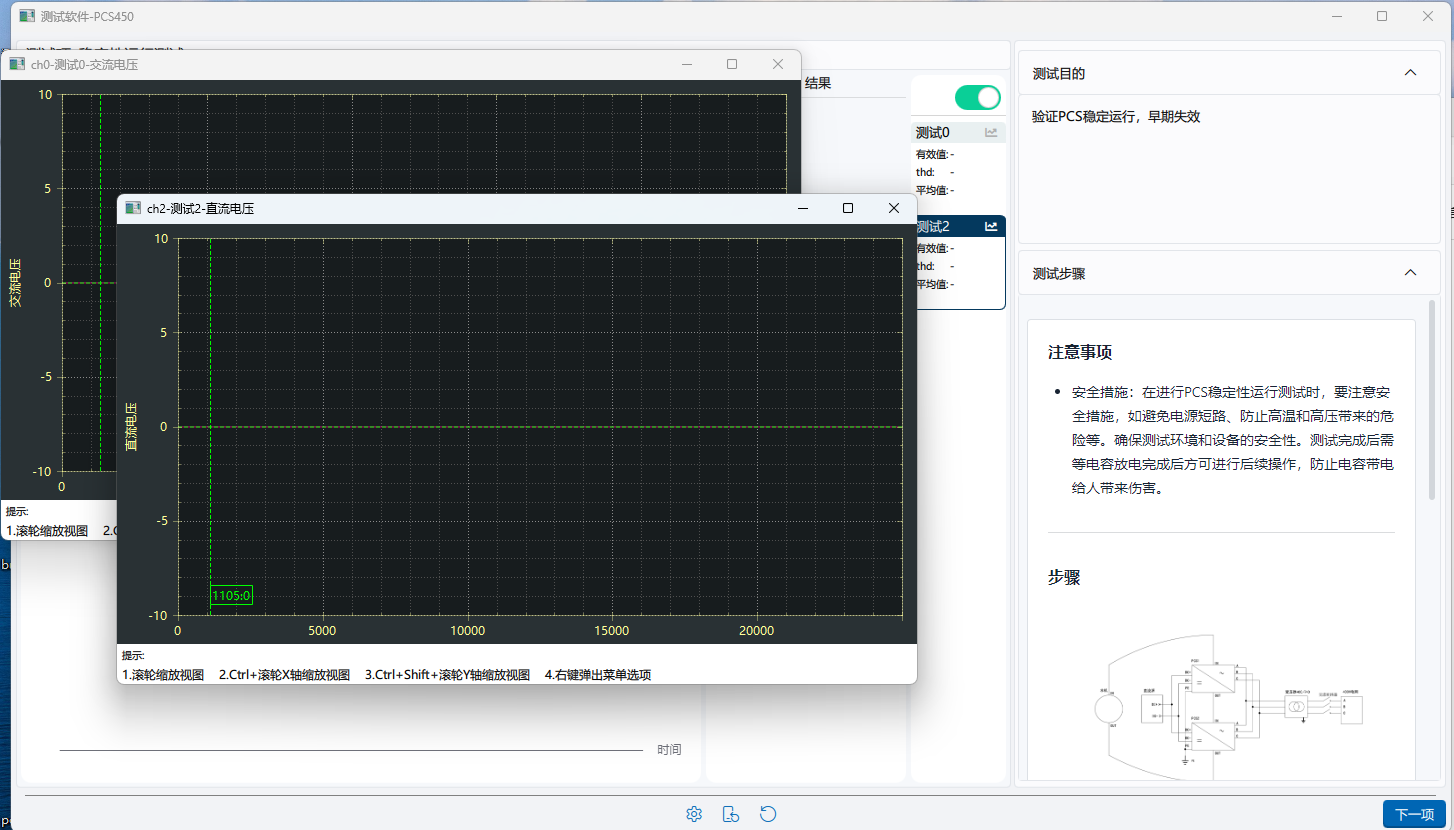 测试软件-PCS450
ch0-测试0-交流电压
10
5
0
-5
-10
0
交流电压
提示:
1.滚轮缩放视图
ch2-测试2-直流电压
10
5
0
-5
-10
直流电压
1105:0
0
5000
10000
15000
20000
提示:
1.滚轮缩放视图 2.Ctrl+滚轮X轴缩放视图 3.Ctrl+Shift+滚轮Y轴缩放视图 4.右键弹出菜单选项
时间
结果
测试0
有效值:-
thd: -
平均值:-
测试2
有效值:-
thd: -
平均值:-
测试目的
验证PCS稳定运行，早期失效
测试步骤
注意事项
安全措施：在进行PCS稳定性运行测试时，要注意安
全措施，如避免电源短路、防止高温和高压带来的危
险等。确保测试环境和设备的安全性。测试完成后需
等电容放电完成后方可进行后续操作，防止电容带电
给人带来伤害。
步骤
下一项